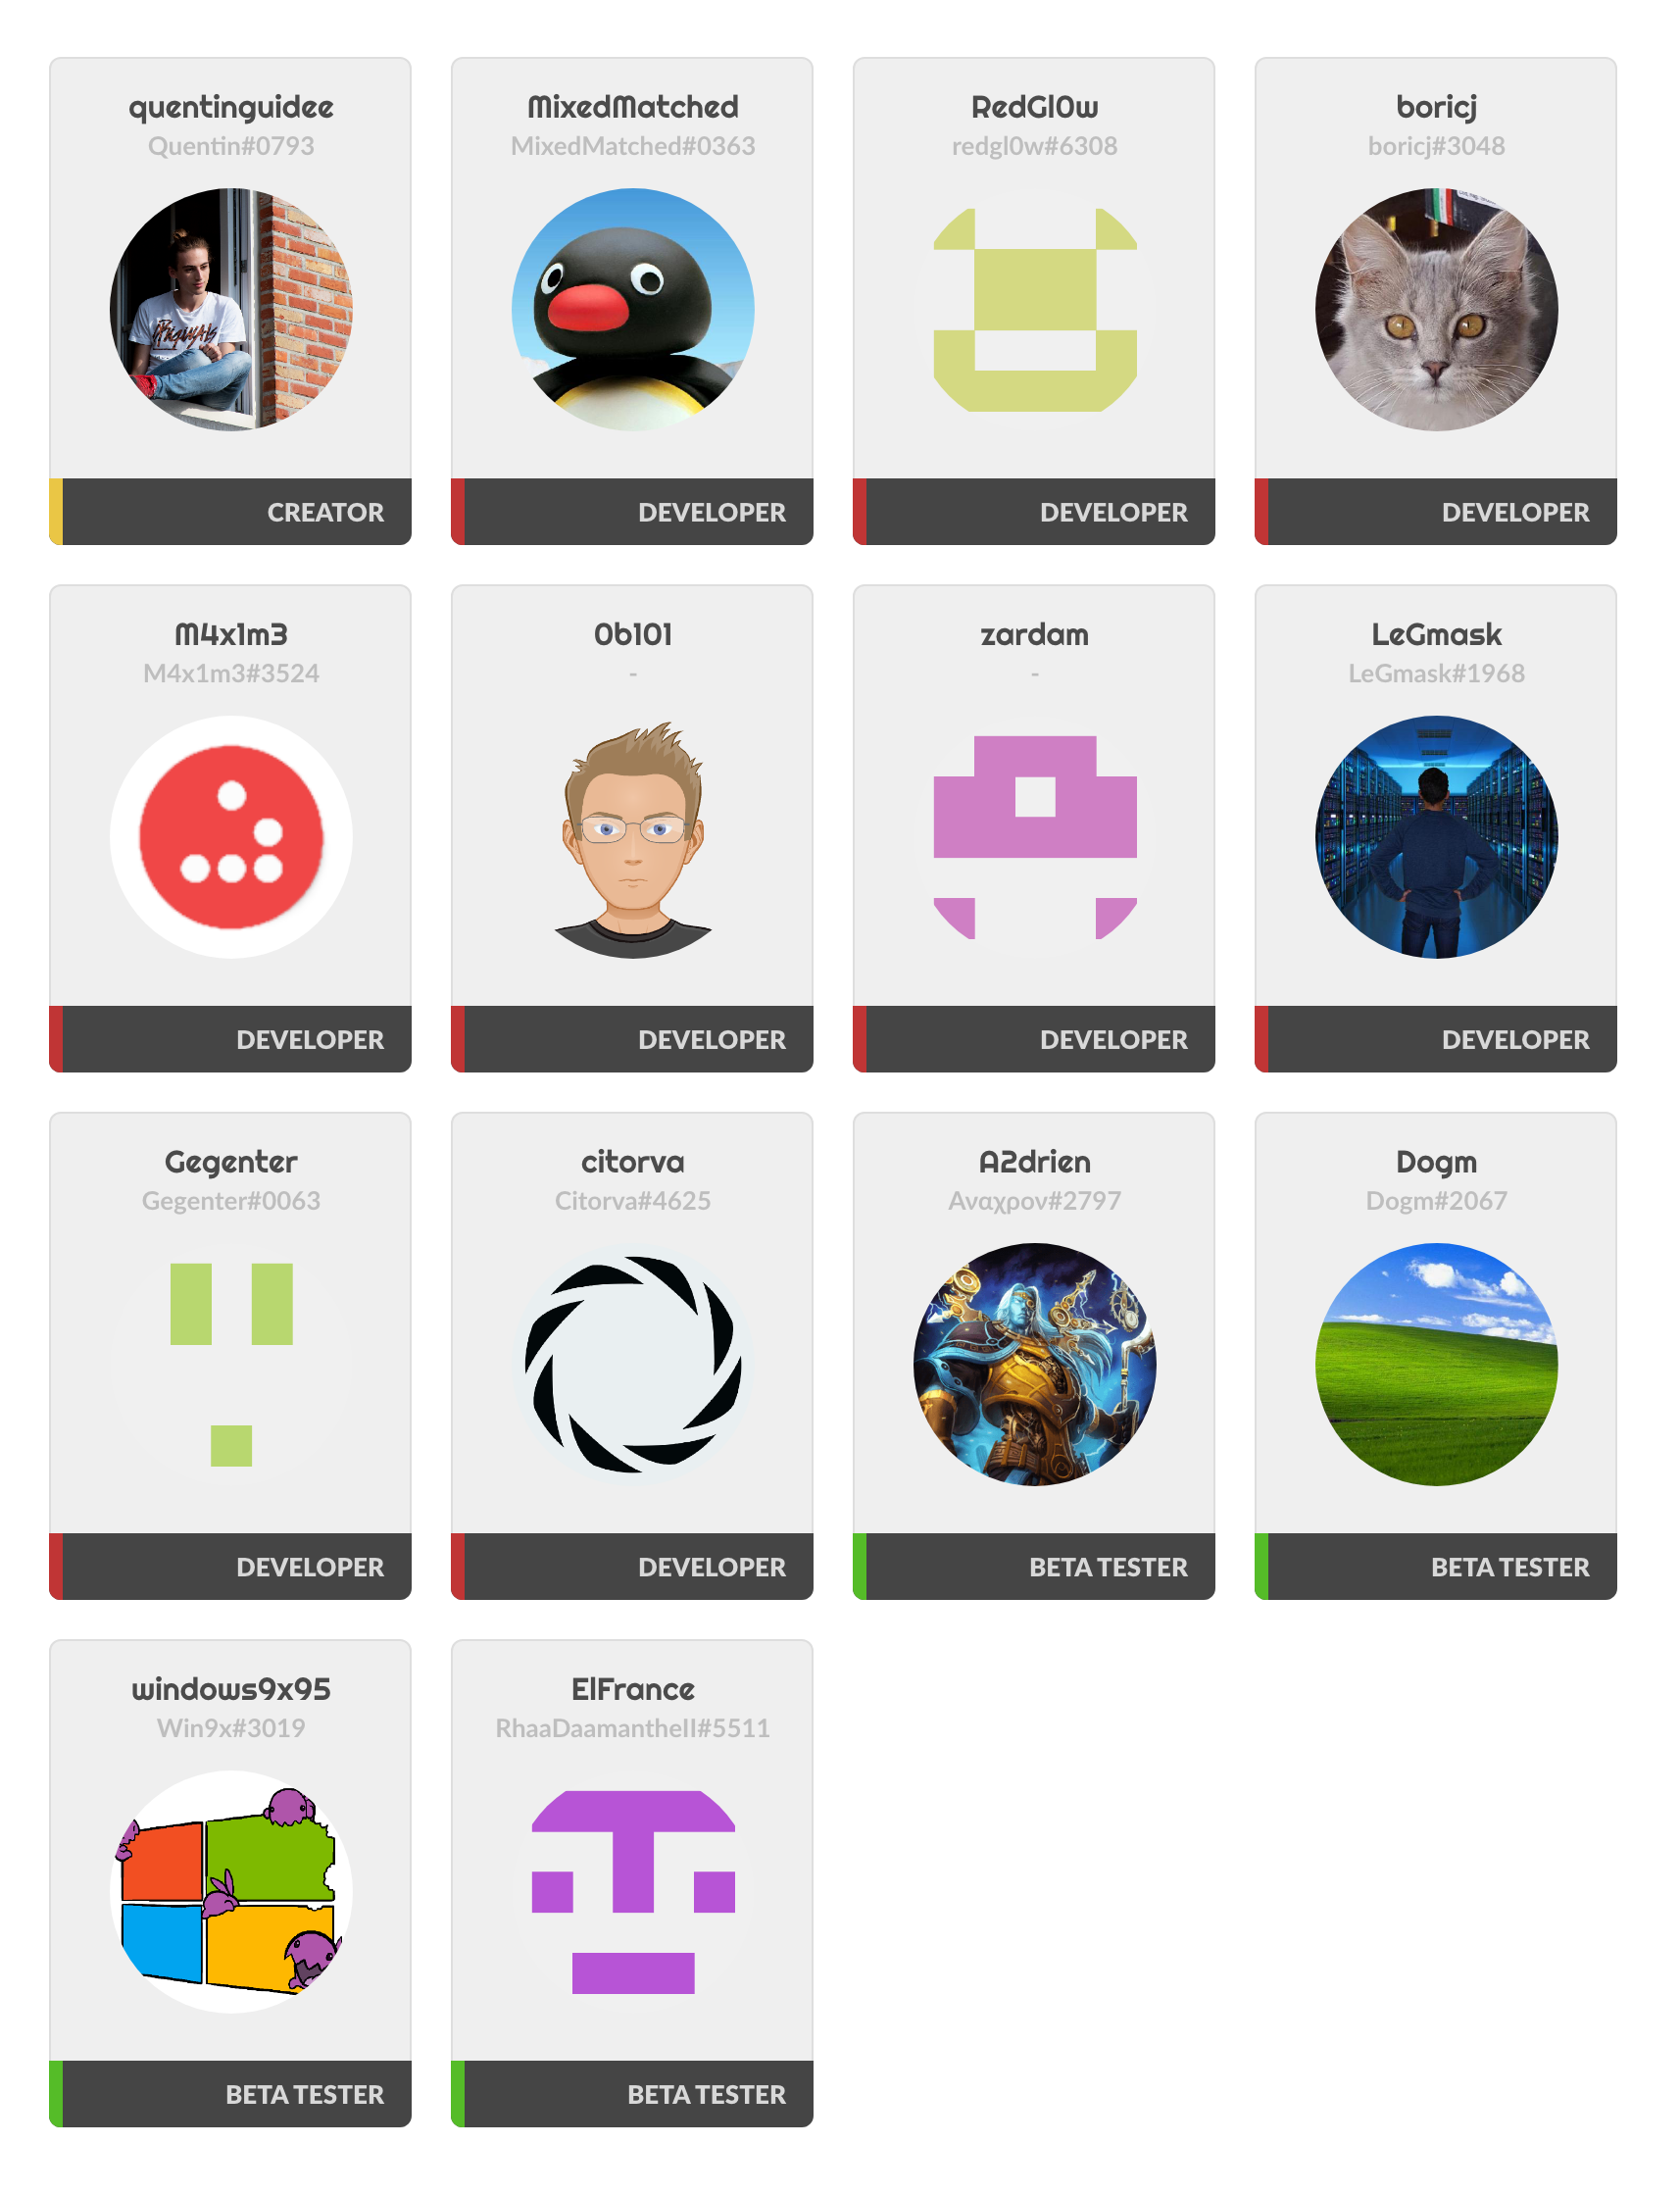 quentinguidee
Quentin#0793
CREATOR
MixedMatched
MixedMatched#0363
DEVELOPER
RedGl0w
redgl0w#6308
DEVELOPER
boricj
boricj#3048
DEVELOPER
M4x1m3
M4x1m3#3524
DEVELOPER
0b101
-
DEVELOPER
zardam
-
DEVELOPER
LeGmask
LeGmask#1968
DEVELOPER
Gegenter
Gegenter#0063
DEVELOPER
citorva
Citorva#4625
DEVELOPER
A2drien
Αναχρον#2797
BETA TESTER
Dogm
Dogm#2067
BETA TESTER
windows9x95
Win9x#3019
BETA TESTER
ElFrance
RhaaDaamantheII#5511
BETA TESTER